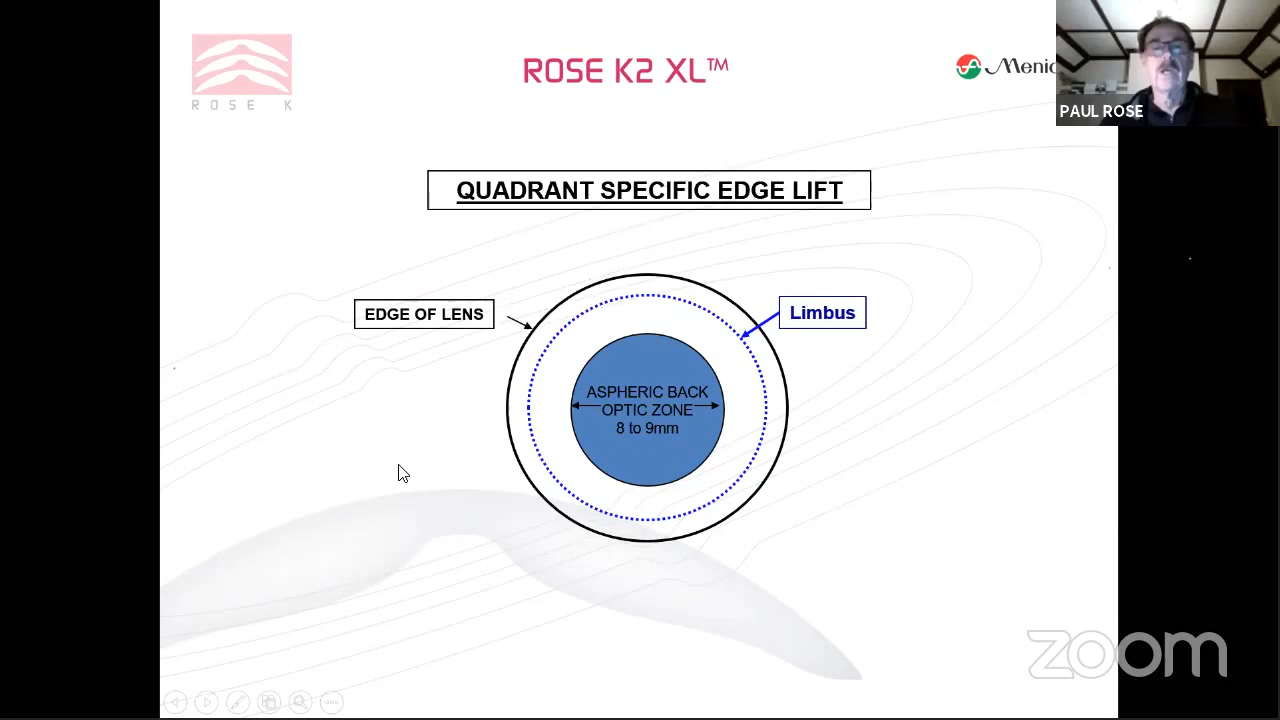 ROSE K
ROSE K2 XL™
Menic
PAUL ROSE
QUADRANT SPECIFIC EDGE LIFT
EDGE OF LENS
Limbus
ASPHERIC BACK
OPTIC ZONE
8 to 9mm
zoom